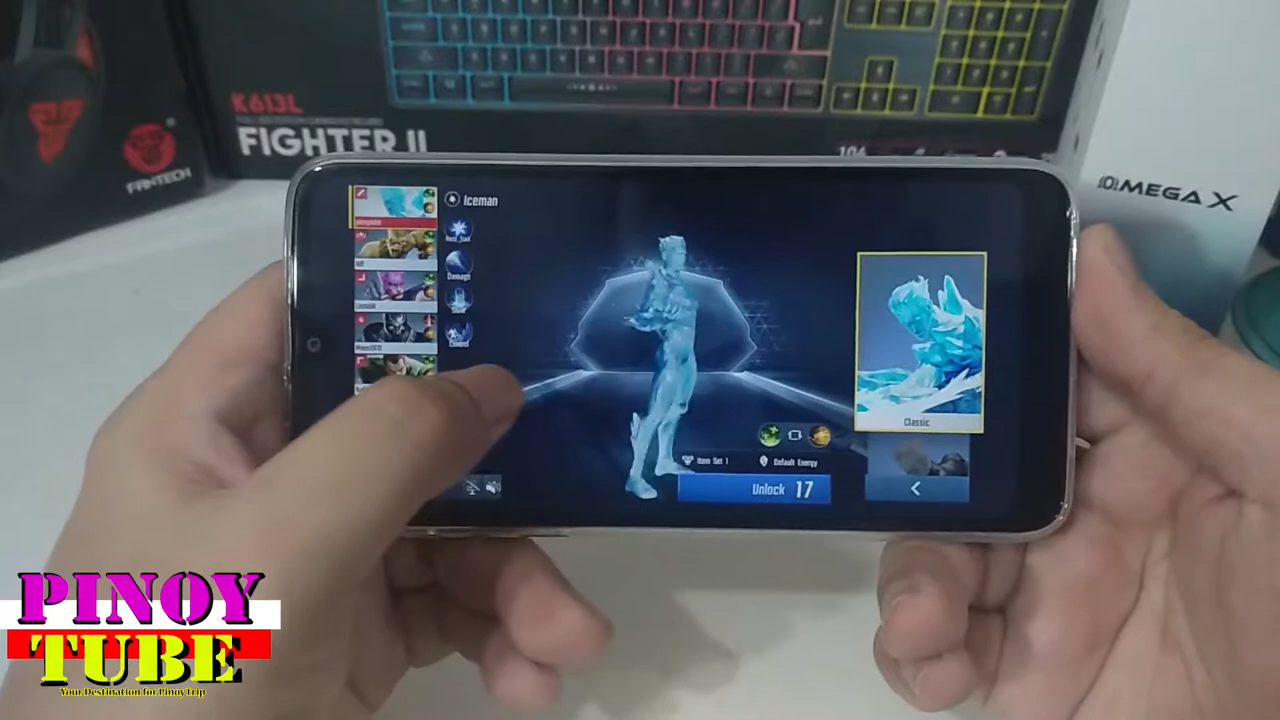 K613L
FIGHTER II
FANTECH
MEGA X
Iceman
Damage
Classic
Item Set 1
Default Energy
Unlock 17
PINOY
TUBE
Your Destination for PinoyTrip